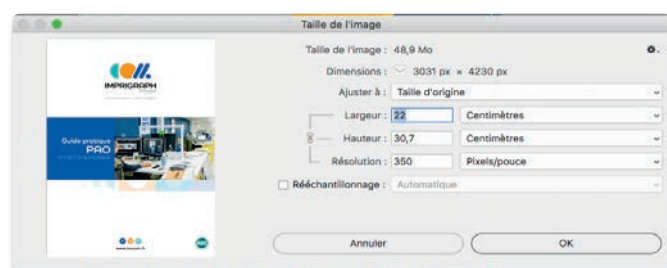 Taille de l'image
Taille de l'image : 48,9 Mo
Dimensions : 3031 px × 4230 px
Ajuster à : Taille d'origine
Largeur : 22 Centimètres
Hauteur : 30,7 Centimètres
Résolution : 350 Pixels/pouce
Rééchantillonnage : Automatique
Annuler OK
IMPRIGRAPH
Guide pratique
PAO